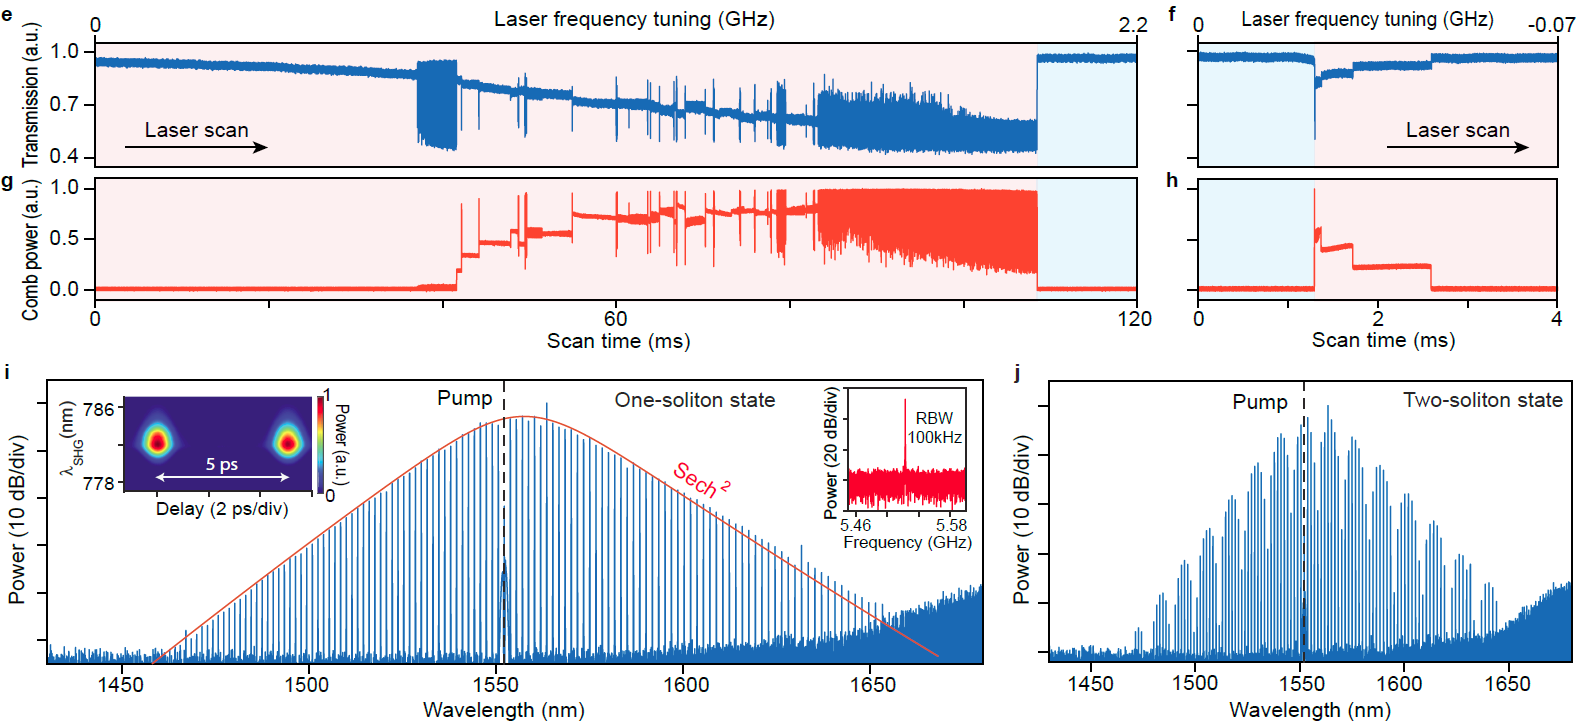 e
Laser frequency tuning (GHz)
0
2.2
Transmission (a.u.)
1.0
0.7
0.4
Laser scan
f
Laser frequency tuning (GHz)
0
-0.07
Laser scan
g
Comb power (a.u.)
1.0
0.5
0.0
0
60
120
Scan time (ms)
h
0
2
4
Scan time (ms)
i
Power (10 dB/div)
Pump
One-soliton state
λSHG (nm)
786
778
5 ps
Delay (2 ps/div)
1
0
Power (a.u.)
Sech²
Power (20 dB/div)
RBW
100kHz
5.46
5.58
Frequency (GHz)
1450
1500
1550
1600
1650
Wavelength (nm)
j
Power (10 dB/div)
Pump
Two-soliton state
1450
1500
1550
1600
1650
Wavelength (nm)